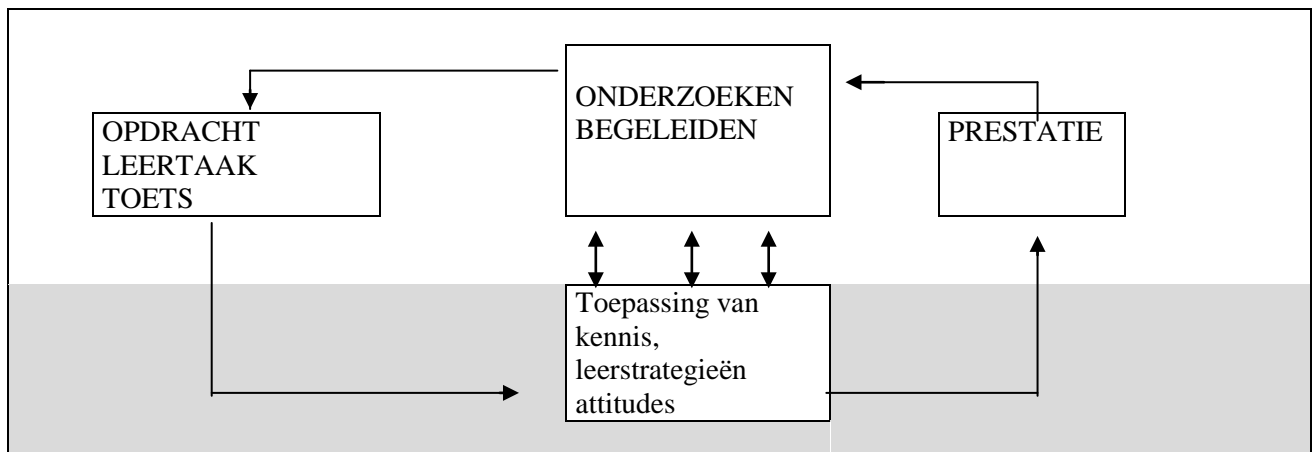 OPDRACHT
LEERTAAK
TOETS
ONDERZOEKEN
BEGELEIDEN
PRESTATIE
Toepassing van
kennis,
leerstrategieën
attitudes